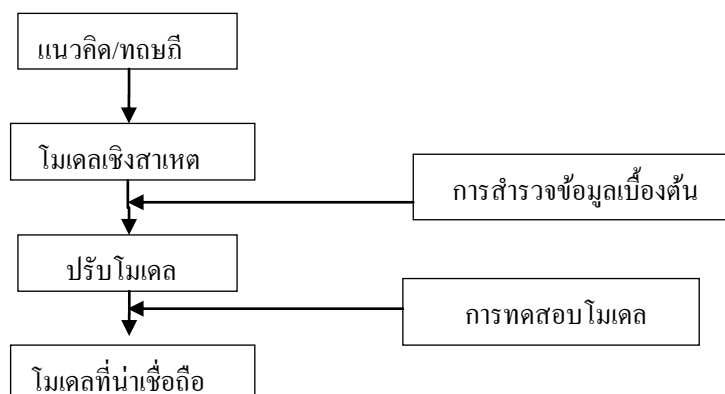 แนวคิด/ทฤษฎี
โมเดลเชิงสาเหต
การสำรวจข้อมูลเบื้องต้น
ปรับโมเดล
การทดสอบโมเดล
โมเดลที่น่าเชื่อถือ